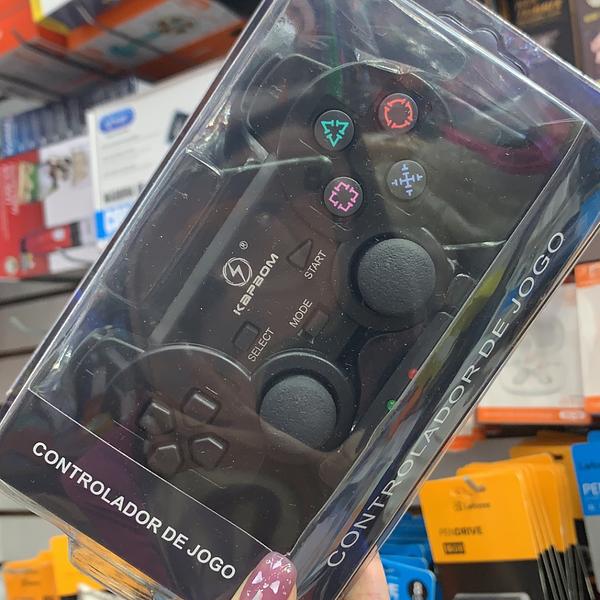 ®
KAPBOM
START
MODE
SELECT
CONTROLADOR DE JOGO
CONTROLADOR DE JOGO
PENDRIVE